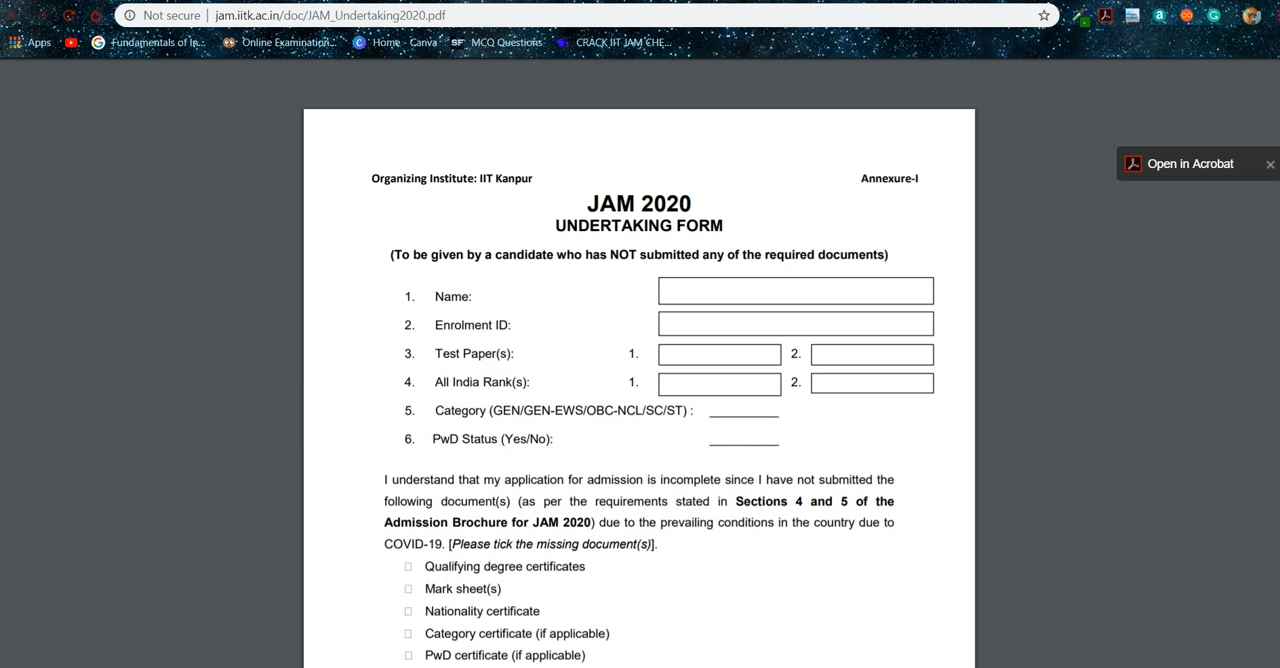 Not secure | jam.iitk.ac.in/doc/JAM_Undertaking2020.pdf
Apps Fundamentals of In... Online Examination... Home - Canva SF MCQ Questions CRACK IIT JAM CHE...
Open in Acrobat
Organizing Institute: IIT Kanpur Annexure-I
JAM 2020
UNDERTAKING FORM
(To be given by a candidate who has NOT submitted any of the required documents)
1. Name:
2. Enrolment ID:
3. Test Paper(s): 1. 2.
4. All India Rank(s): 1. 2.
5. Category (GEN/GEN-EWS/OBC-NCL/SC/ST) : __________
6. PwD Status (Yes/No): __________
I understand that my application for admission is incomplete since I have not submitted the
following document(s) (as per the requirements stated in Sections 4 and 5 of the
Admission Brochure for JAM 2020) due to the prevailing conditions in the country due to
COVID-19. [Please tick the missing document(s)].
Qualifying degree certificates
Mark sheet(s)
Nationality certificate
Category certificate (if applicable)
PwD certificate (if applicable)